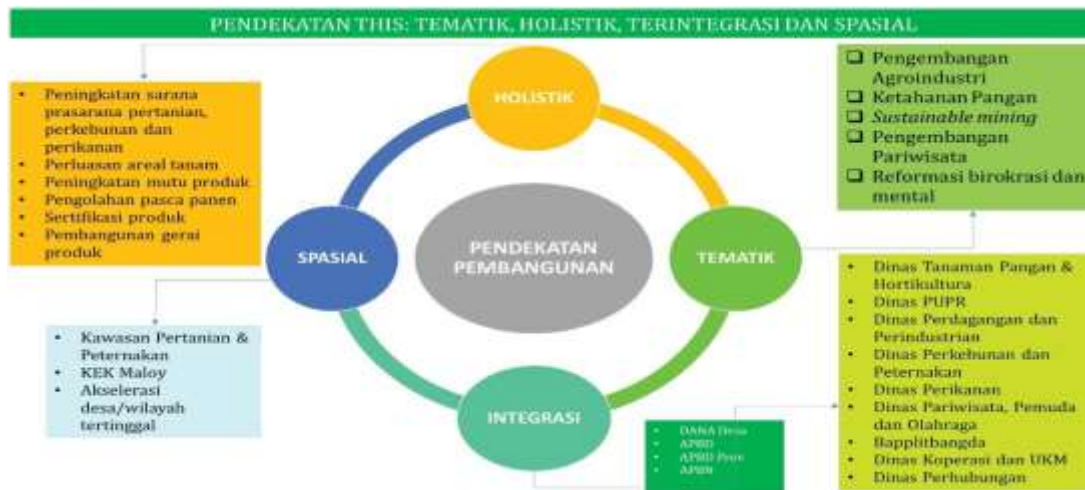 PENDEKATAN THIS: TEMATIK, HOLISTIK, TERINTEGRASI DAN SPASIAL
HOLISTIK
• Peningkatan sarana
prasarana pertanian,
perkebunan dan
perikanan
• Perluasan areal tanam
• Peningkatan mutu produk
• Pengolahan pasca panen
• Sertifikasi produk
• Pembangunan gerai
produk
❑ Pengembangan
Agroindustri
❑ Ketahanan Pangan
❑ Sustainable mining
❑ Pengembangan
Pariwisata
❑ Reformasi birokrasi dan
mental
SPASIAL
PENDEKATAN
PEMBANGUNAN
TEMATIK
• Kawasan Pertanian &
Peternakan
• KEK Maloy
• Akselerasi
desa/wilayah
tertinggal
INTEGRASI
• DANA Desa
• APBD
• APBD Prov
• APBN
• Dinas Tanaman Pangan &
Hortikultura
• Dinas PUPR
• Dinas Perdagangan dan
Perindustrian
• Dinas Perkebunan dan
Peternakan
• Dinas Perikanan
• Dinas Pariwisata, Pemuda
dan Olahraga
• Bapplitbangda
• Dinas Koperasi dan UKM
• Dinas Perhubungan